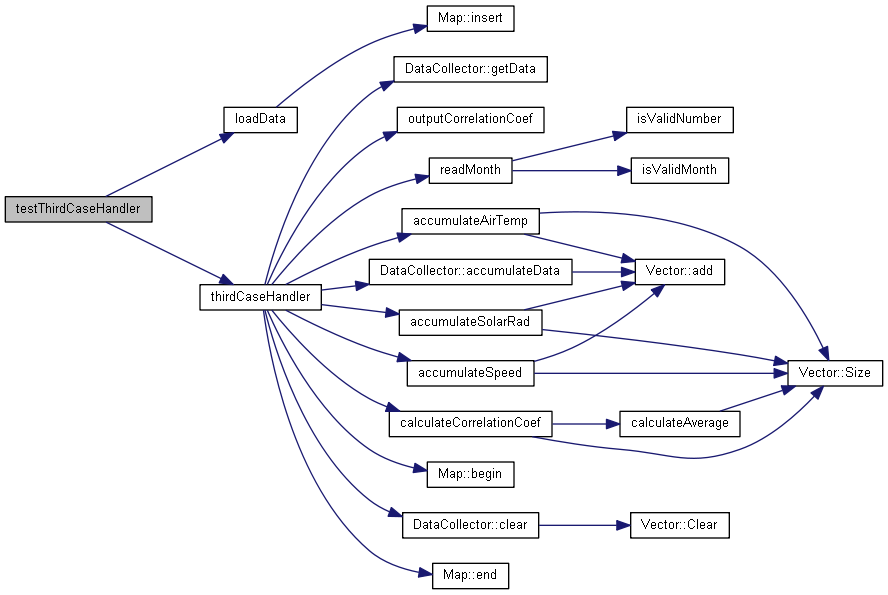 Map::insert
DataCollector::getData
loadData
outputCorrelationCoef
isValidNumber
readMonth
isValidMonth
testThirdCaseHandler
accumulateAirTemp
DataCollector::accumulateData
Vector::add
thirdCaseHandler
accumulateSolarRad
accumulateSpeed
Vector::Size
calculateCorrelationCoef
calculateAverage
Map::begin
DataCollector::clear
Vector::Clear
Map::end